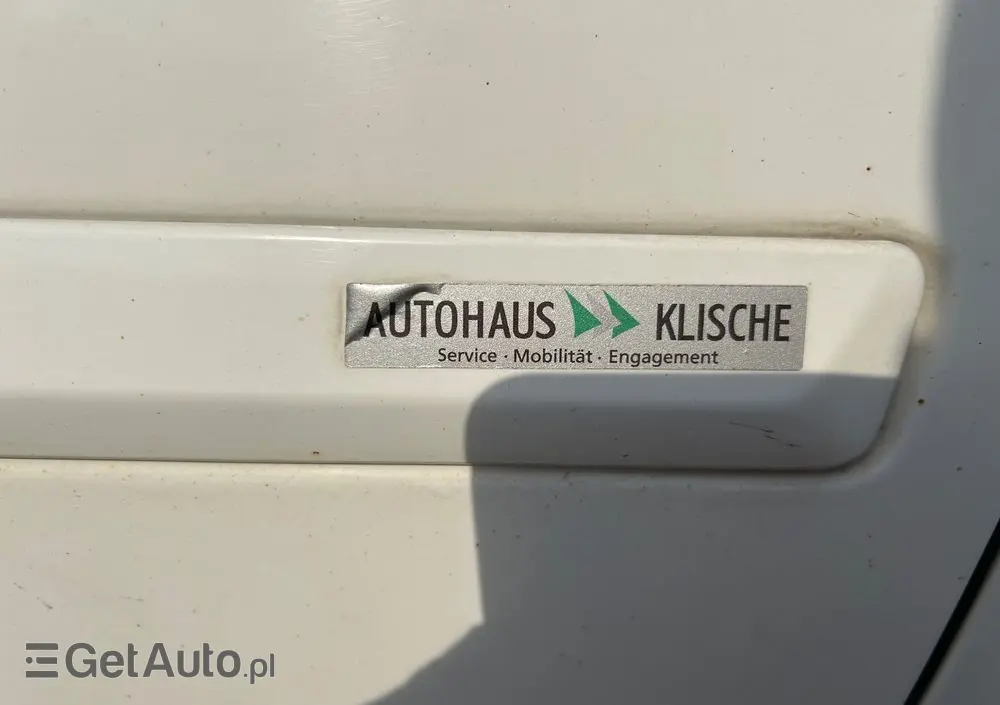 AUTOHAUS KLISCHE
Service · Mobilität · Engagement
GetAuto.pl